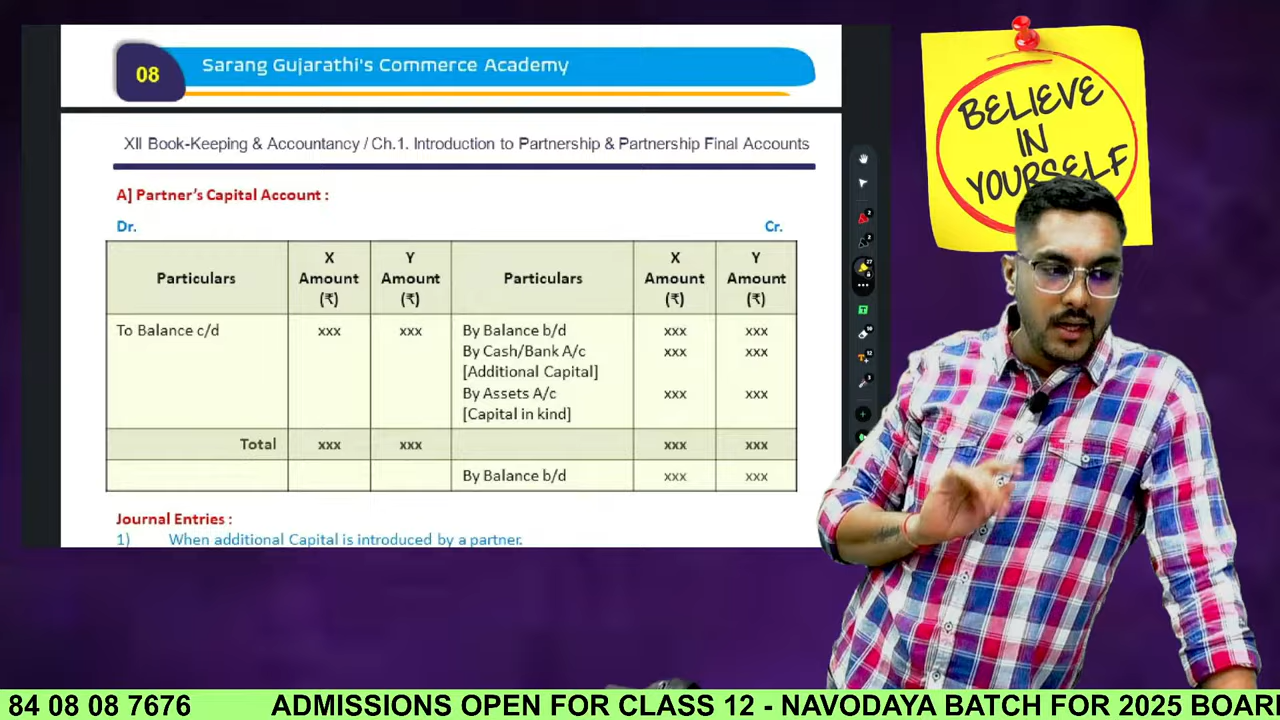 08
Sarang Gujarathi's Commerce Academy
XII Book-Keeping & Accountancy / Ch.1. Introduction to Partnership & Partnership Final Accounts
A] Partner's Capital Account :
Dr.
Cr.
Particulars
X
Amount
(₹)
Y
Amount
(₹)
Particulars
X
Amount
(₹)
Y
Amount
(₹)
To Balance c/d xxx xxx By Balance b/d xxx xxx
By Cash/Bank A/c xxx xxx
[Additional Capital]
By Assets A/c xxx xxx
[Capital in kind]
Total xxx xxx xxx xxx
By Balance b/d xxx xxx
Journal Entries :
1) When additional Capital is introduced by a partner.
BELIEVE
IN
YOURSELF
84 08 08 7676 ADMISSIONS OPEN FOR CLASS 12 - NAVODAYA BATCH FOR 2025 BOAR